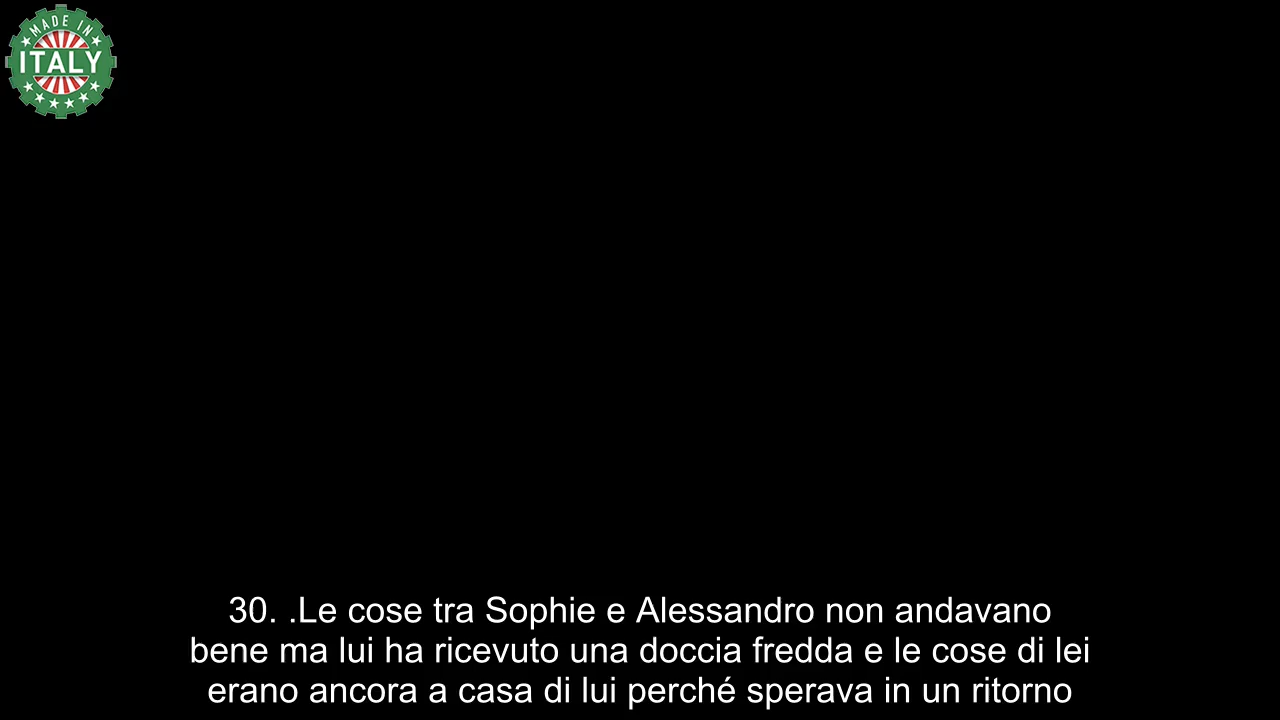 MADE IN
ITALY
30. .Le cose tra Sophie e Alessandro non andavano
bene ma lui ha ricevuto una doccia fredda e le cose di lei
erano ancora a casa di lui perché sperava in un ritorno